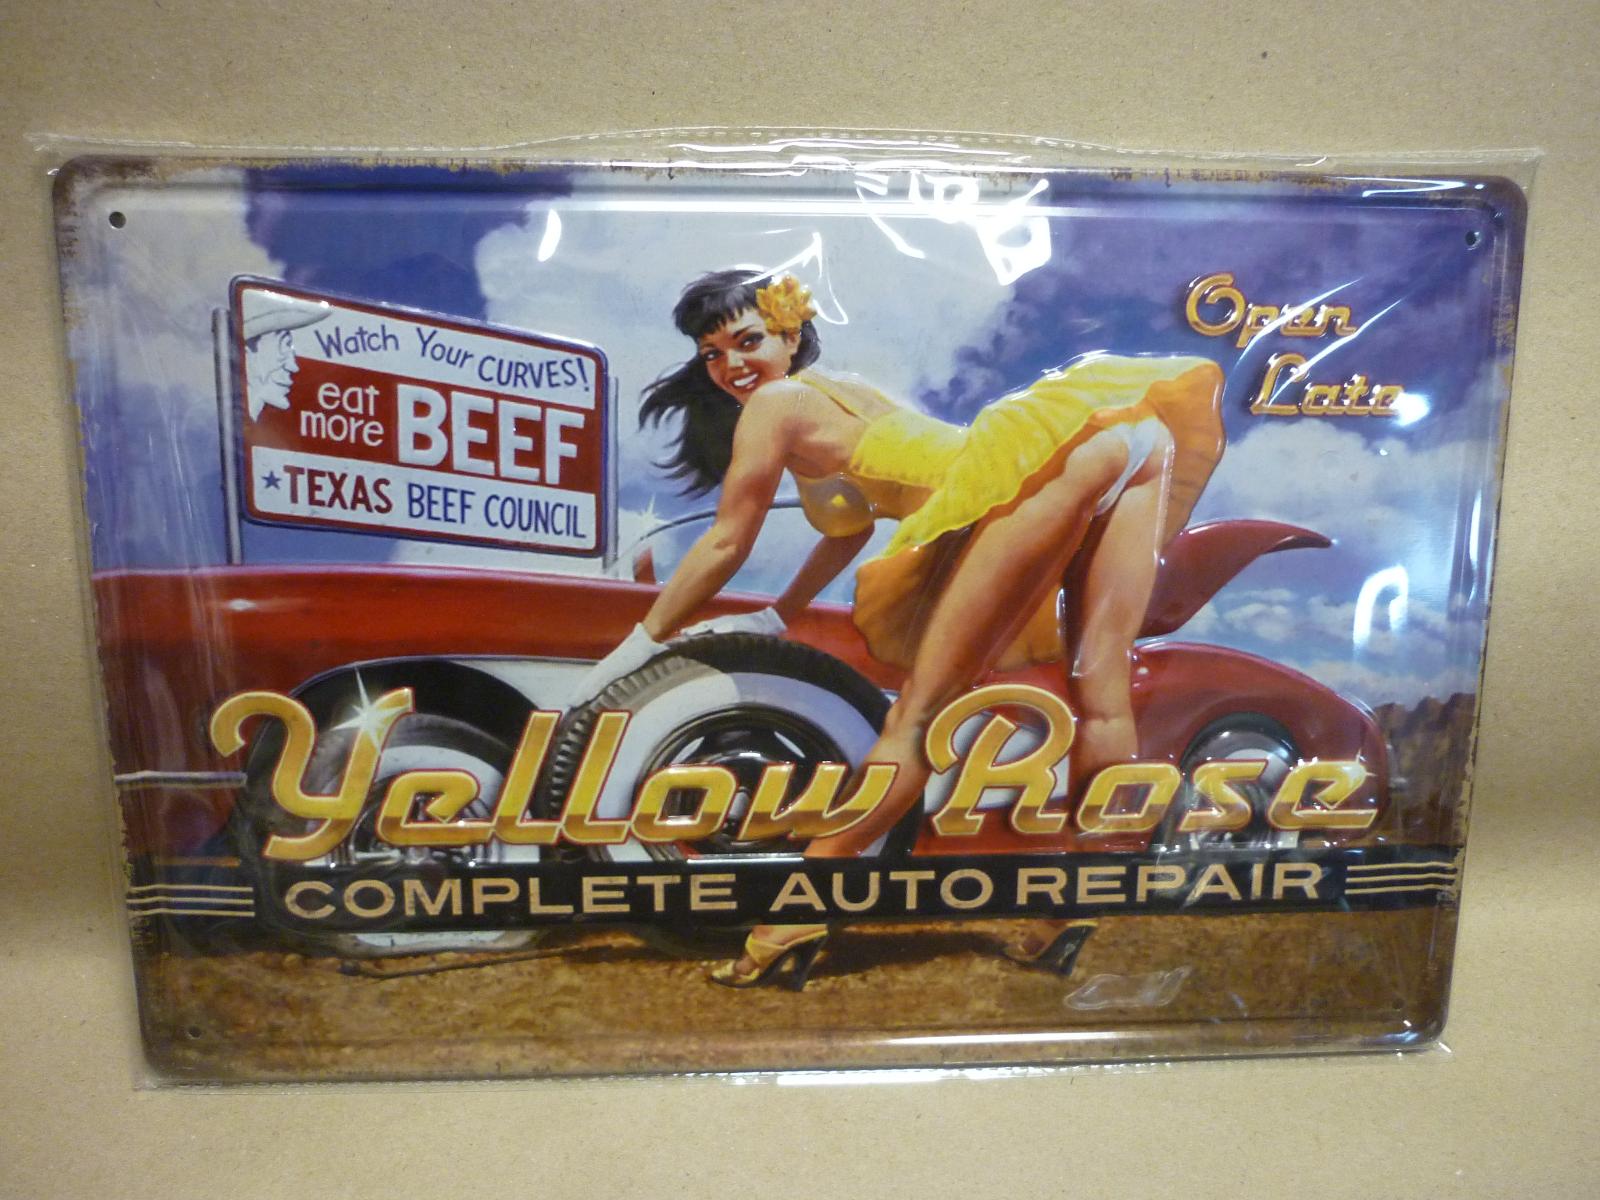 Watch Your CURVES!
eat more BEEF
TEXAS BEEF COUNCIL
Open
Late
Yellow Rose
COMPLETE AUTO REPAIR